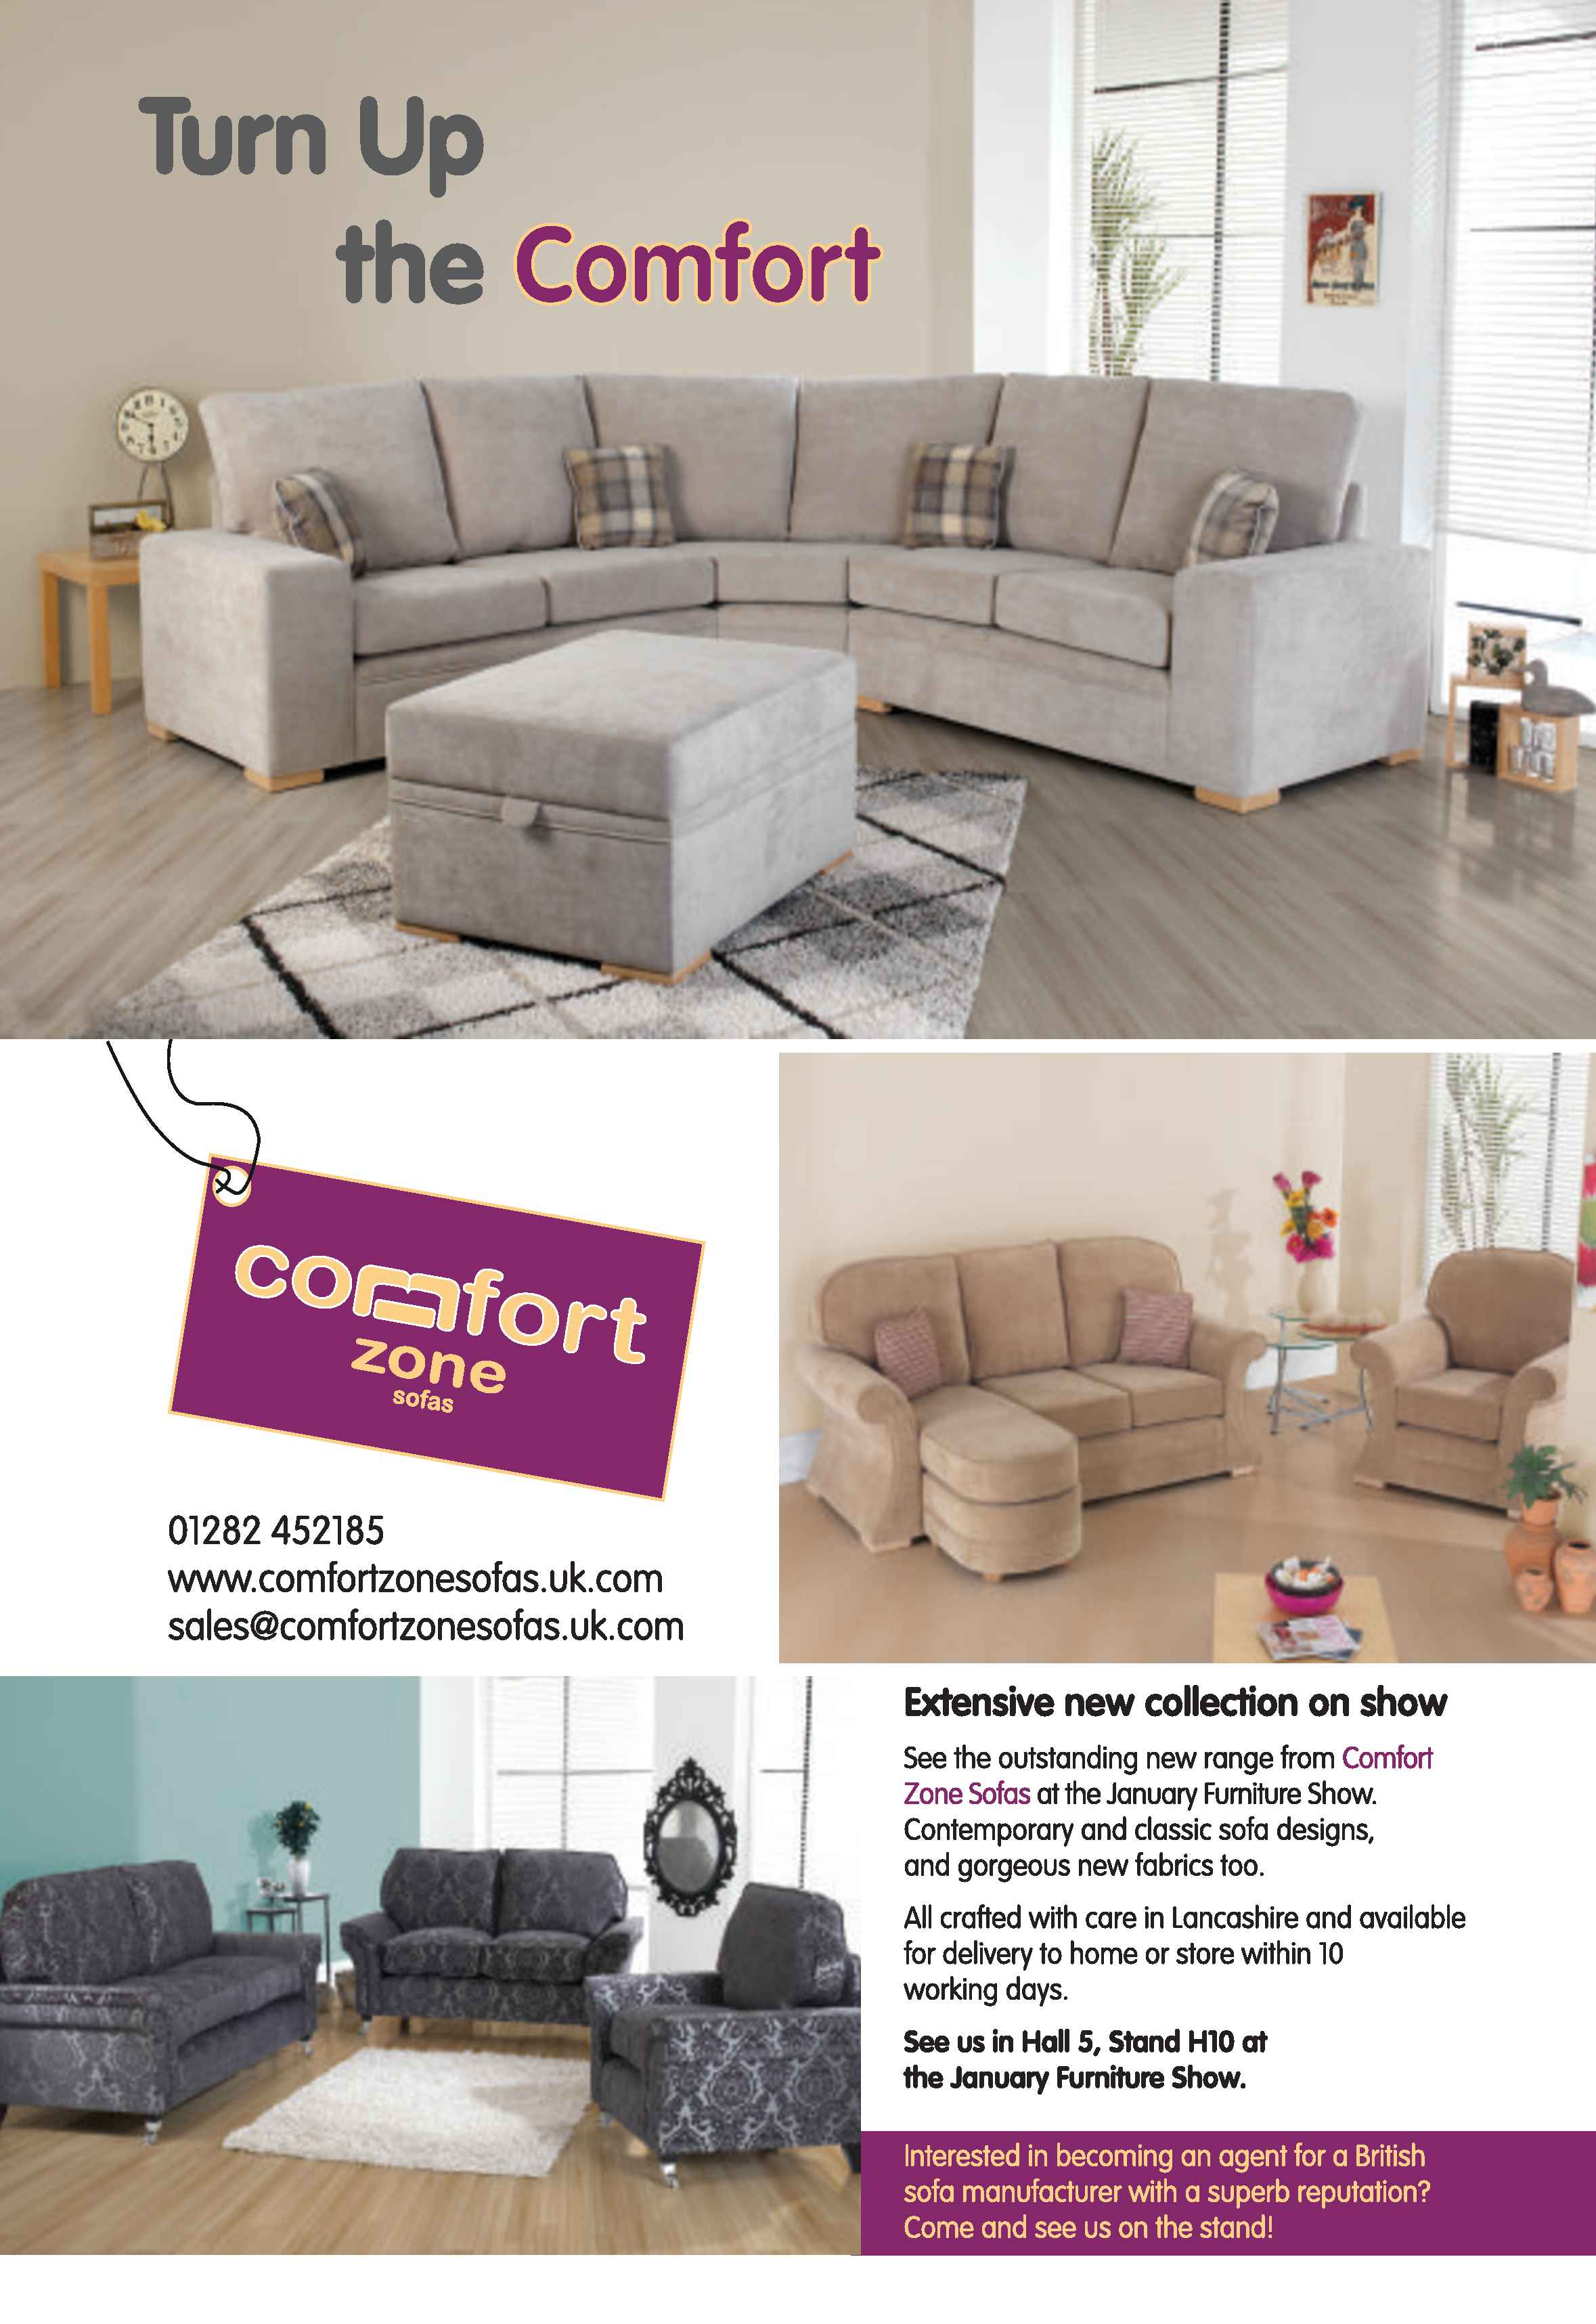 Turn Up
the Comfort
comfort
zone
sofas
01282 452185
www.comfortzonesofas.uk.com
sales@comfortzonesofas.uk.com
Extensive new collection on show
See the outstanding new range from Comfort
Zone Sofas at the January Furniture Show.
Contemporary and classic sofa designs,
and gorgeous new fabrics too.
All crafted with care in Lancashire and available
for delivery to home or store within 10
working days.
See us in Hall 5, Stand H10 at
the January Furniture Show.
Interested in becoming an agent for a British
sofa manufacturer with a superb reputation?
Come and see us on the stand!